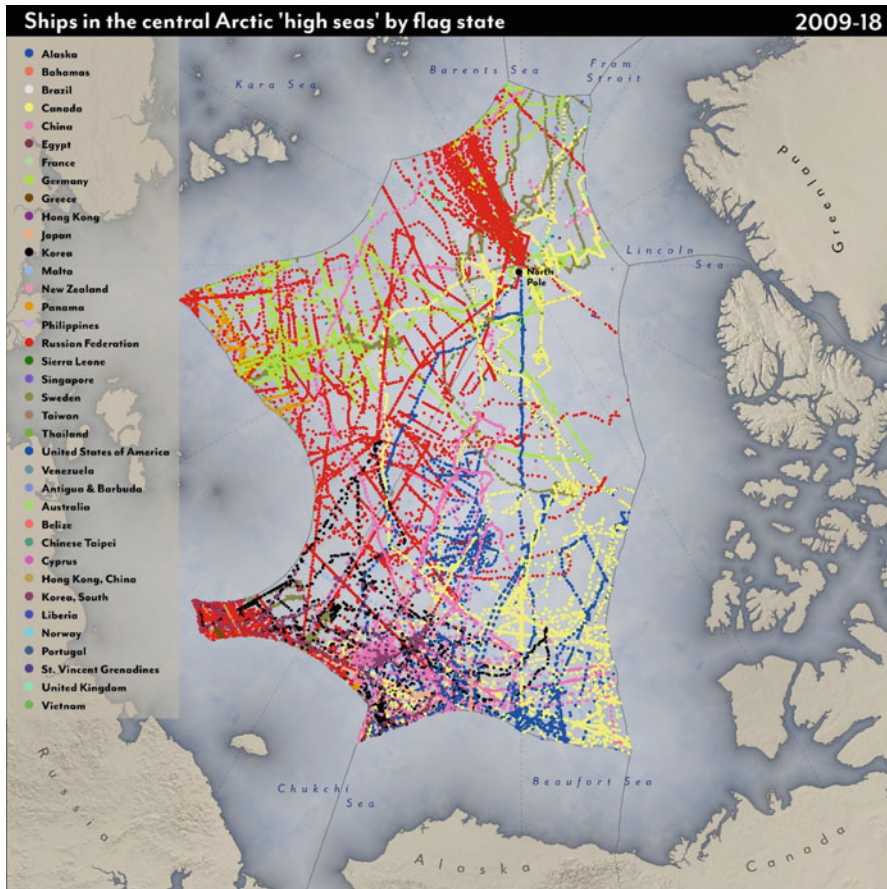 Ships in the central Arctic 'high seas' by flag state
2009-18
Alaska
Bahamas
Brazil
Canada
China
Egypt
France
Germany
Greece
Hong Kong
Japan
Korea
Malta
New Zealand
Panama
Philippines
Russian Federation
Sierra Leone
Singapore
Sweden
Taiwan
Thailand
United States of America
Venezuela
Antigua & Barbuda
Australia
Belize
Chinese Taipei
Cyprus
Hong Kong, China
Korea, South
Liberia
Norway
Portugal
St. Vincent Grenadines
United Kingdom
Vietnam
Kara Sea
Barents Sea
Fram
Strait
Greenland
Lincoln
Sea
North
Pole
Russia
Chukchi
Sea
Beaufort Sea
Alaska
Canada